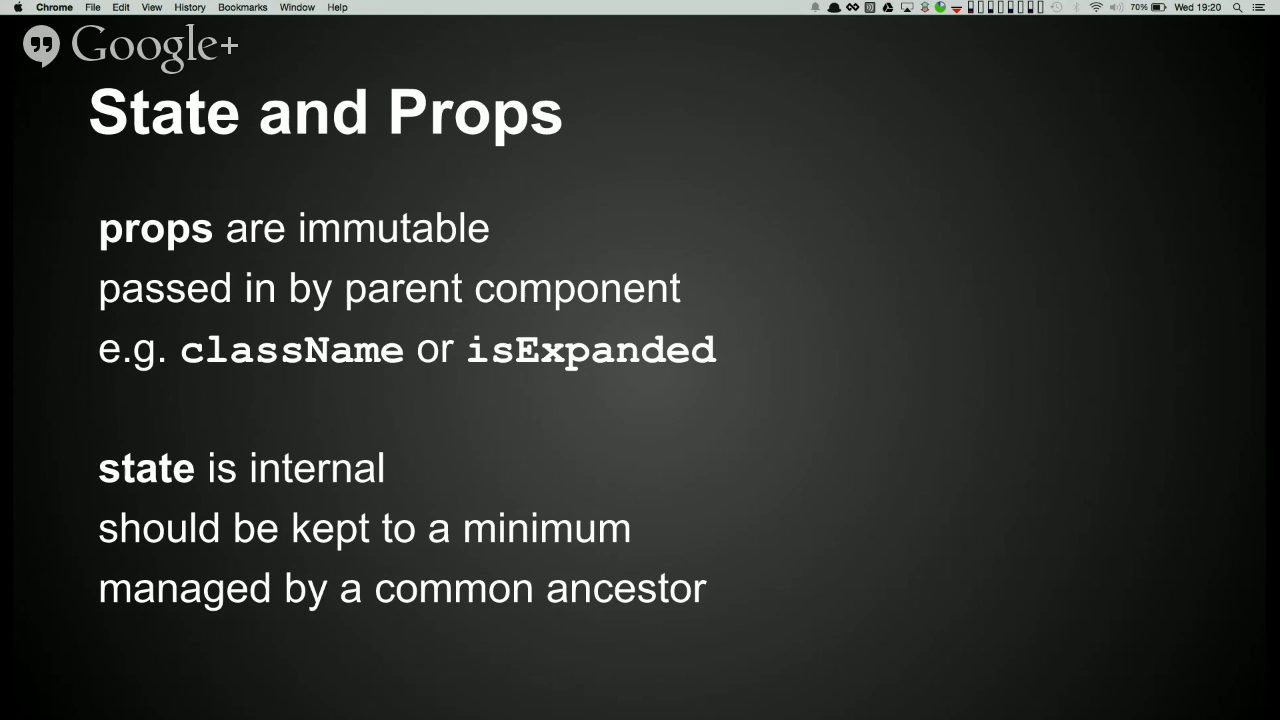 Chrome File Edit View History Bookmarks Window Help 70% Wed 19:20
Google+
State and Props
props are immutable
passed in by parent component
e.g. className or isExpanded
state is internal
should be kept to a minimum
managed by a common ancestor